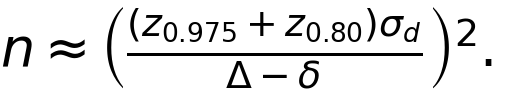 n ≈ ((z_{0.975} + z_{0.80})σ_d / (Δ − δ))^2.